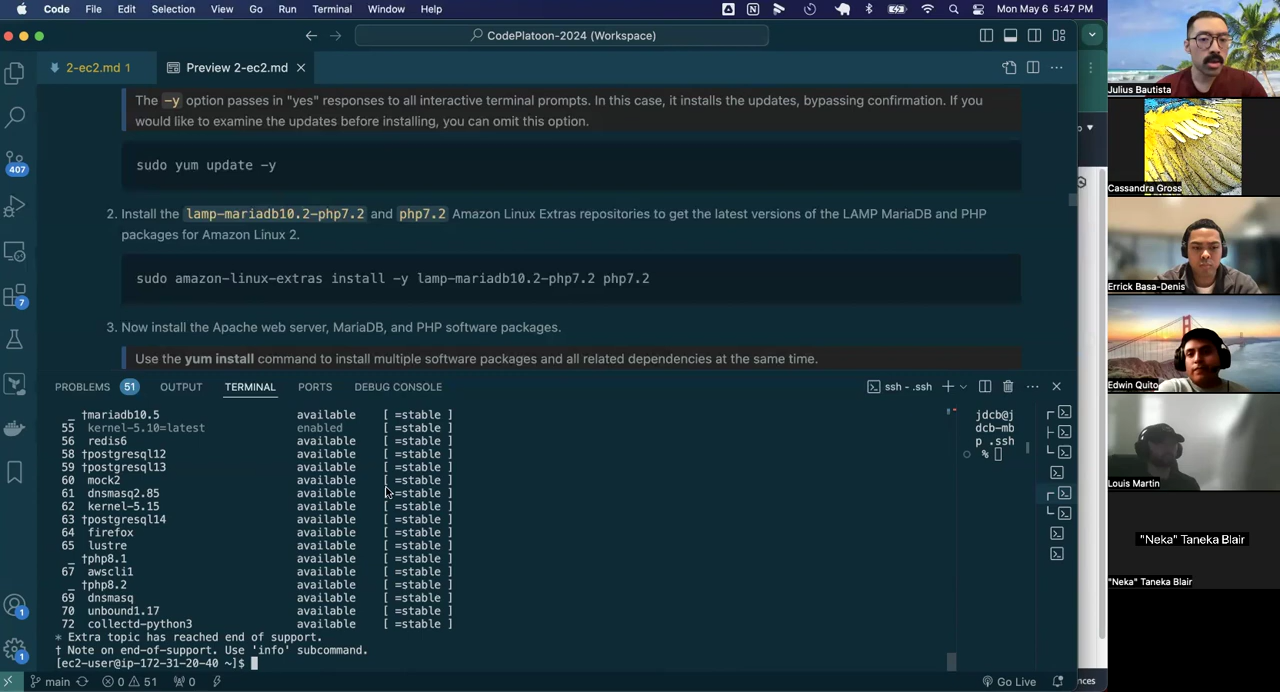 Code File Edit Selection View Go Run Terminal Window Help
Mon May 6 5:47 PM
CodePlatoon-2024 (Workspace)
2-ec2.md 1
Preview 2-ec2.md
The -y option passes in "yes" responses to all interactive terminal prompts. In this case, it installs the updates, bypassing confirmation. If you
would like to examine the updates before installing, you can omit this option.
sudo yum update -y
2. Install the lamp-mariadb10.2-php7.2 and php7.2 Amazon Linux Extras repositories to get the latest versions of the LAMP MariaDB and PHP
packages for Amazon Linux 2.
sudo amazon-linux-extras install -y lamp-mariadb10.2-php7.2 php7.2
3. Now install the Apache web server, MariaDB, and PHP software packages.
Use the yum install command to install multiple software packages and all related dependencies at the same time.
407
7
1
1
PROBLEMS 51 OUTPUT TERMINAL PORTS DEBUG CONSOLE
ssh - .ssh
_ †mariadb10.5 available [ =stable ]
55 kernel-5.10=latest enabled [ =stable ]
56 redis6 available [ =stable ]
58 †postgresql12 available [ =stable ]
59 †postgresql13 available [ =stable ]
60 mock2 available [ =stable ]
61 dnsmasq2.85 available [ =stable ]
62 kernel-5.15 available [ =stable ]
63 †postgresql14 available [ =stable ]
64 firefox available [ =stable ]
65 lustre available [ =stable ]
_ †php8.1 available [ =stable ]
67 awscli1 available [ =stable ]
_ †php8.2 available [ =stable ]
69 dnsmasq available [ =stable ]
70 unbound1.17 available [ =stable ]
72 collectd-python3 available [ =stable ]
* Extra topic has reached end of support.
† Note on end-of-support. Use 'info' subcommand.
[ec2-user@ip-172-31-20-40 ~]$
jdcb@j
dcb-mb
p .ssh
%
main 0 51 0
Go Live
Julius Bautista
Cassandra Gross
Errick Basa-Denis
Edwin Quito
Louis Martin
"Neka" Taneka Blair
"Neka" Taneka Blair